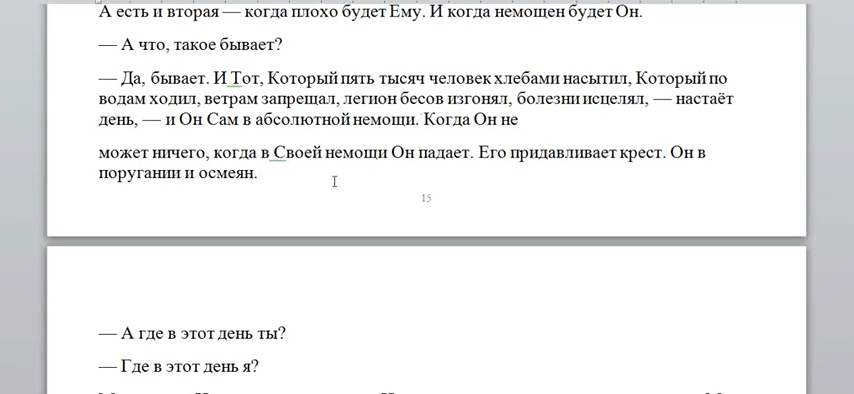 А есть и вторая — когда плохо будет Ему. И когда немощен будет Он.
— А что, такое бывает?
— Да, бывает. И Тот, Который пять тысяч человек хлебами насытил, Который по
водам ходил, ветрам запрещал, легион бесов изгонял, болезни исцелял, — настаёт
день, — и Он Сам в абсолютной немощи. Когда Он не
может ничего, когда в Своей немощи Он падает. Его придавливает крест. Он в
поругании и осмеян.
15
— А где в этот день ты?
— Где в этот день я?